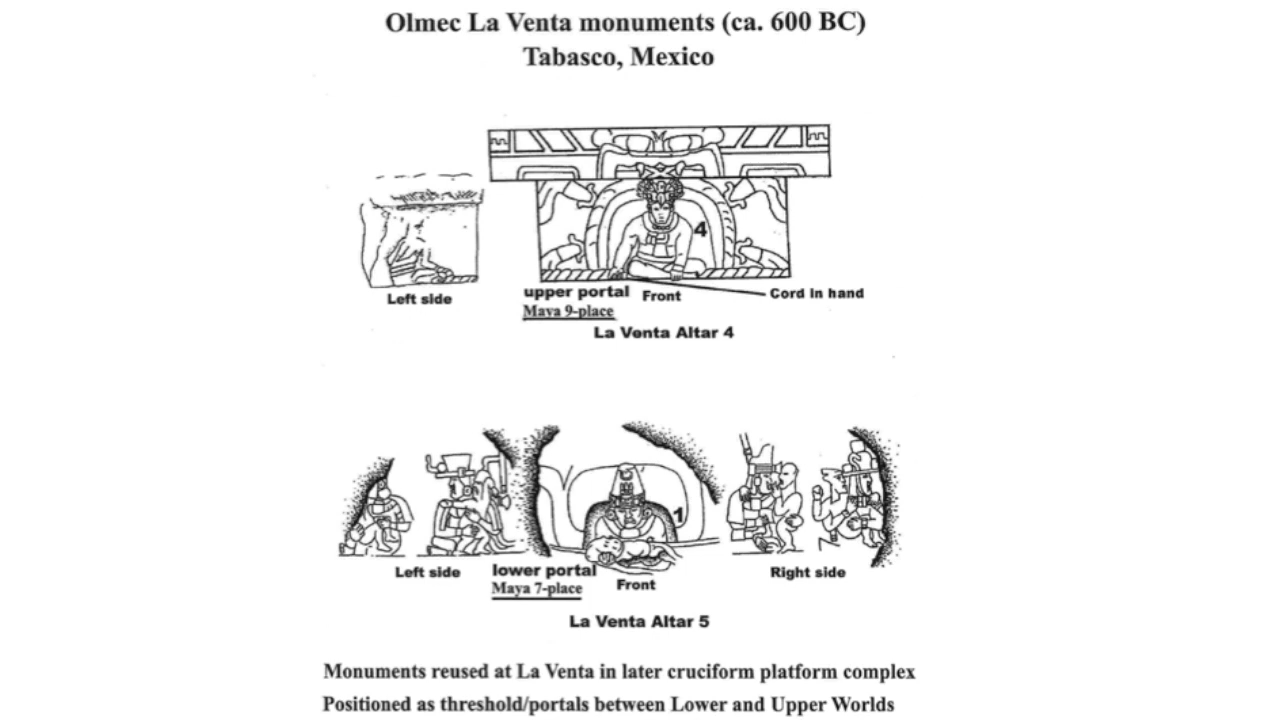 Olmec La Venta monuments (ca. 600 BC)
Tabasco, Mexico
4
Left side
upper portal
Front
Cord in hand
Maya 9-place
La Venta Altar 4
1
Left side
lower portal
Front
Right side
Maya 7-place
La Venta Altar 5
Monuments reused at La Venta in later cruciform platform complex
Positioned as threshold/portals between Lower and Upper Worlds